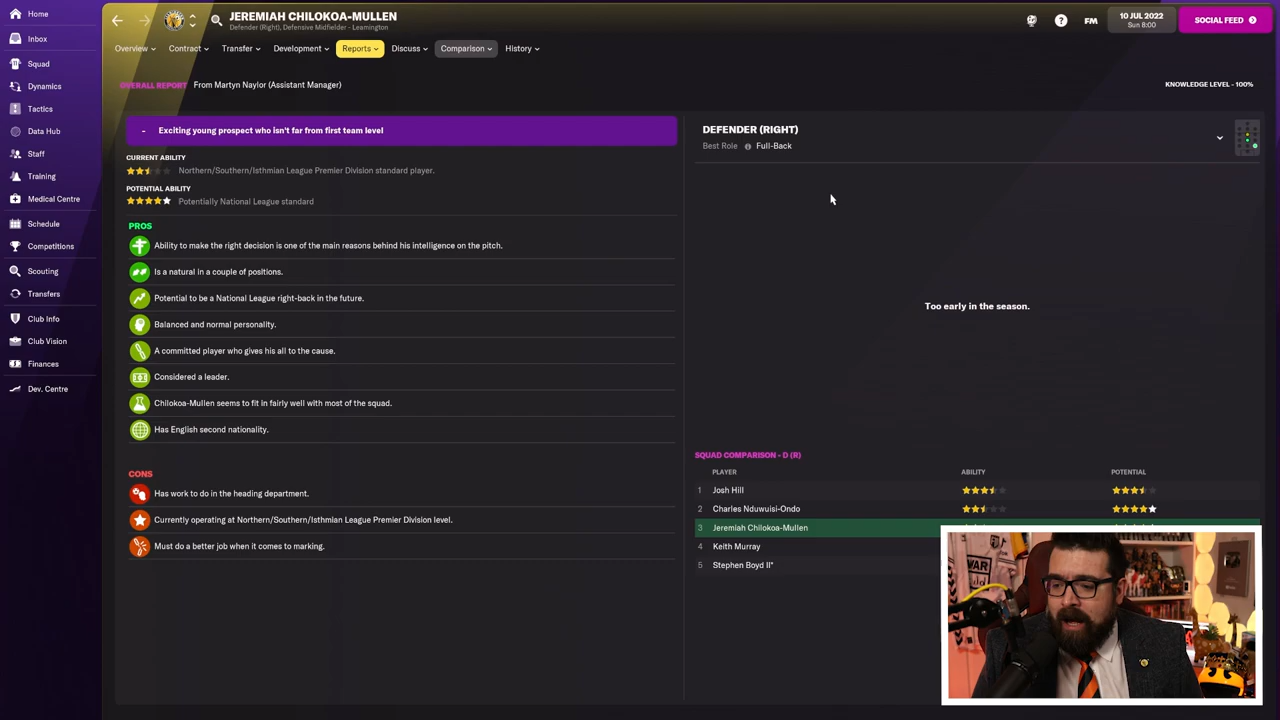 Home
Inbox
Squad
Dynamics
Tactics
Data Hub
Staff
Training
Medical Centre
Schedule
Competitions
Scouting
Transfers
Club Info
Club Vision
Finances
Dev. Centre
JEREMIAH CHILOKOA-MULLEN
Defender (Right), Defensive Midfielder - Leamington
FM
10 JUL 2022
Sun 8:00
SOCIAL FEED
Overview
Contract
Transfer
Development
Reports
Discuss
Comparison
History
OVERALL REPORT From Martyn Naylor (Assistant Manager)
KNOWLEDGE LEVEL - 100%
- Exciting young prospect who isn't far from first team level
CURRENT ABILITY
Northern/Southern/Isthmian League Premier Division standard player.
POTENTIAL ABILITY
Potentially National League standard
PROS
Ability to make the right decision is one of the main reasons behind his intelligence on the pitch.
Is a natural in a couple of positions.
Potential to be a National League right-back in the future.
Balanced and normal personality.
A committed player who gives his all to the cause.
Considered a leader.
Chilokoa-Mullen seems to fit in fairly well with most of the squad.
Has English second nationality.
CONS
Has work to do in the heading department.
Currently operating at Northern/Southern/Isthmian League Premier Division level.
Must do a better job when it comes to marking.
DEFENDER (RIGHT)
Best Role Full-Back
Too early in the season.
SQUAD COMPARISON - D (R)
PLAYER ABILITY POTENTIAL
1 Josh Hill
2 Charles Nduwuisi-Ondo
3 Jeremiah Chilokoa-Mullen
4 Keith Murray
5 Stephen Boyd II*
WAR